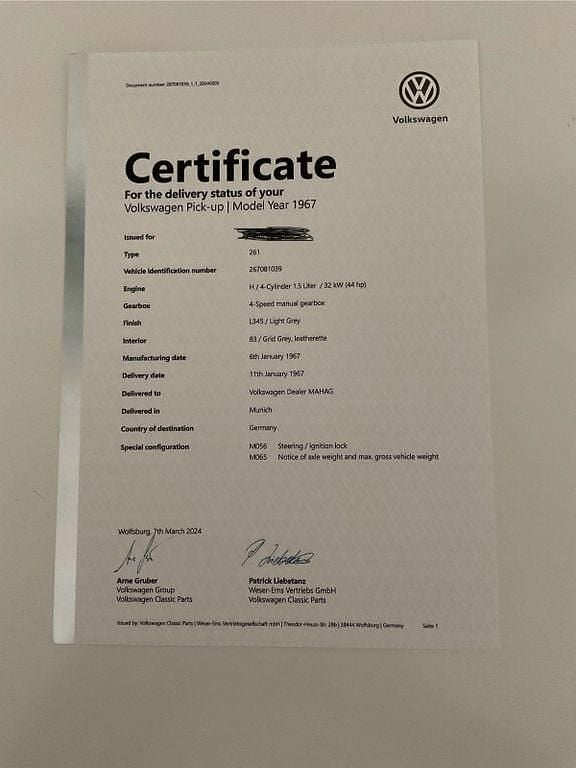 Document number: 267081039_1_1_20240205
Volkswagen
Certificate
For the delivery status of your
Volkswagen Pick-up | Model Year 1967
Issued for
Type 261
Vehicle identification number 267081039
Engine H / 4-Cylinder 1.5 Liter / 32 kW (44 hp)
Gearbox 4-Speed manual gearbox
Finish L345 / Light Grey
Interior 83 / Grid Grey, leatherette
Manufacturing date 6th January 1967
Delivery date 11th January 1967
Delivered to Volkswagen Dealer MAHAG
Delivered in Munich
Country of destination Germany
Special configuration M056 Steering / ignition lock
M065 Notice of axle weight and max. gross vehicle weight
Wolfsburg, 7th March 2024
Arne Gruber Patrick Liebetanz
Volkswagen Group Weser-Ems Vertriebs GmbH
Volkswagen Classic Parts Volkswagen Classic Parts
Issued by: Volkswagen Classic Parts | Weser-Ems Vertriebsgesellschaft mbH | Theodor-Heuss-Str. 28b | 38444 Wolfsburg | Germany Seite 1